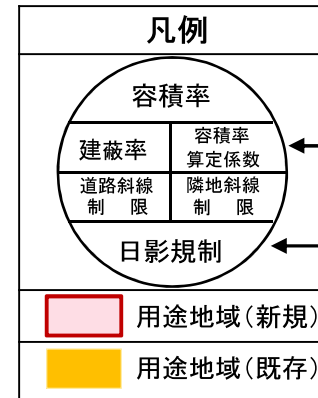 凡例
容積率
建蔽率
容積率
算定係数
道路斜線
制　限
隣地斜線
制　限
日影規制
用途地域（新規）
用途地域（既存）